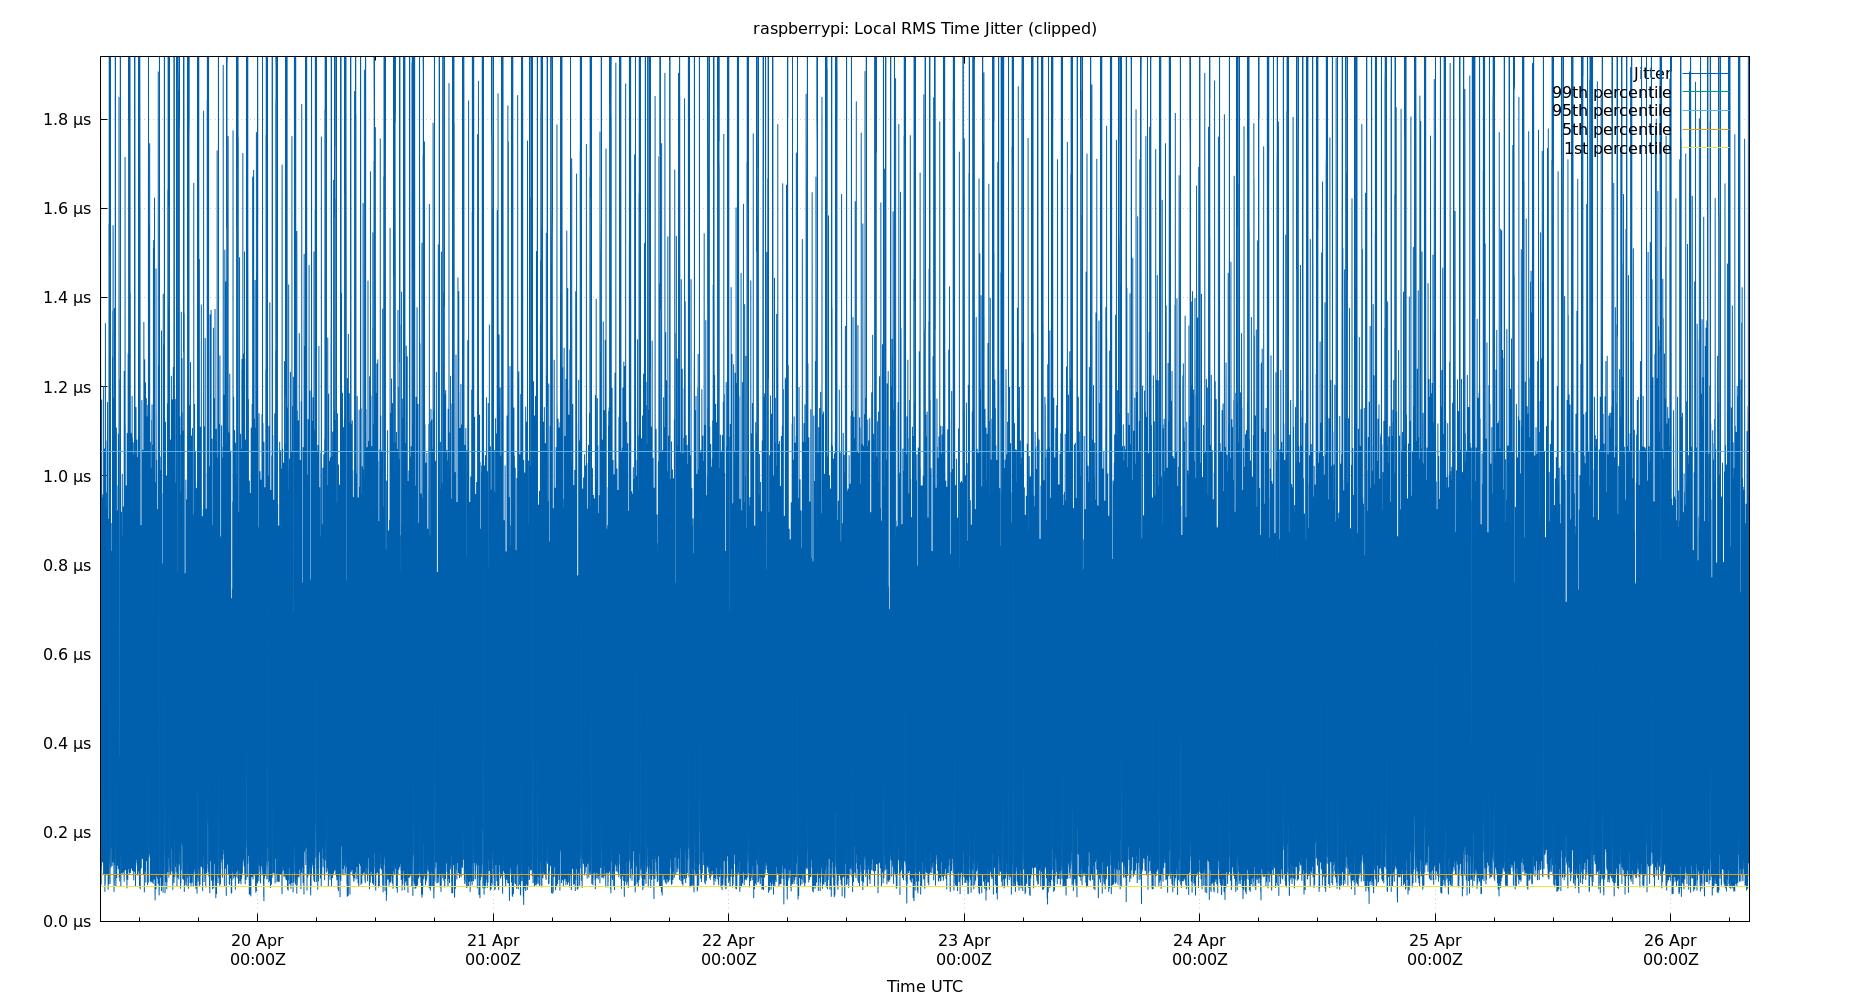 raspberrypi: Local RMS Time Jitter (clipped)
Jitter
99th percentile
95th percentile
5th percentile
1st percentile
1.8 µs
1.6 µs
1.4 µs
1.2 µs
1.0 µs
0.8 µs
0.6 µs
0.4 µs
0.2 µs
0.0 µs
20 Apr 21 Apr 22 Apr 23 Apr 24 Apr 25 Apr 26 Apr
00:00Z 00:00Z 00:00Z 00:00Z 00:00Z 00:00Z 00:00Z
Time UTC